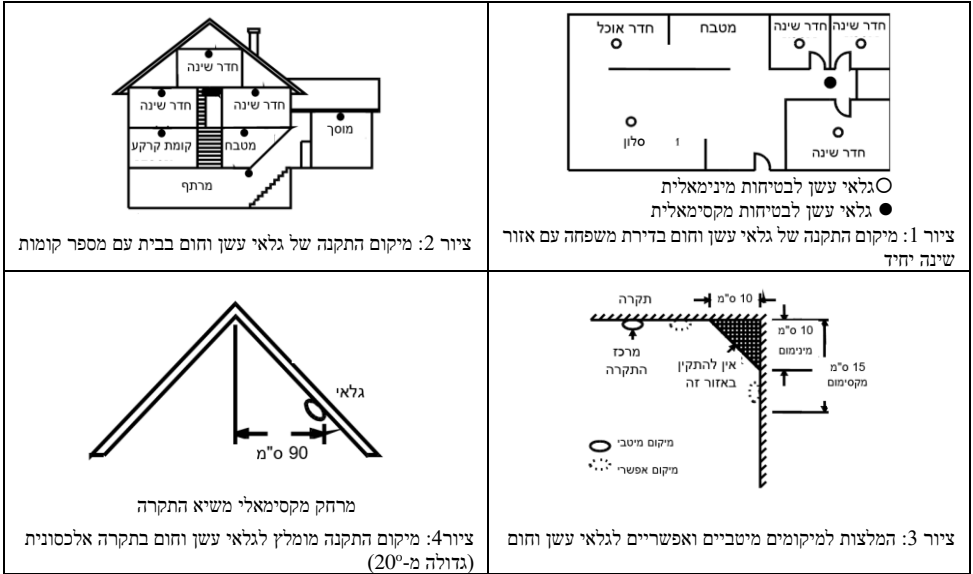 חדר אוכל
מטבח
חדר שינה
חדר שינה
סלון
1
חדר שינה
גלאי עשן לבטיחות מינימאלית
גלאי עשן לבטיחות מקסימאלית
ציור 1: מיקום התקנה של גלאי עשן וחום בדירת משפחה עם אזור
שינה יחיד
חדר שינה
חדר שינה
חדר שינה
קומת קרקע
מטבח
מוסך
מרתף
ציור 2: מיקום התקנה של גלאי עשן וחום בבית עם מספר קומות
תקרה
10 ס"מ
10 ס"מ
מינימום
15 ס"מ
מקסימום
מרכז
התקרה
אין להתקין
באזור זה
מיקום מיטבי
מיקום אפשרי
ציור 3: המלצות למיקומים מיטביים ואפשריים לגלאי עשן וחום
גלאי
90 ס"מ
מרחק מקסימאלי משיא התקרה
ציור4: מיקום התקנה מומלץ לגלאי עשן וחום בתקרה אלכסונית
(גדולה מ-20°)